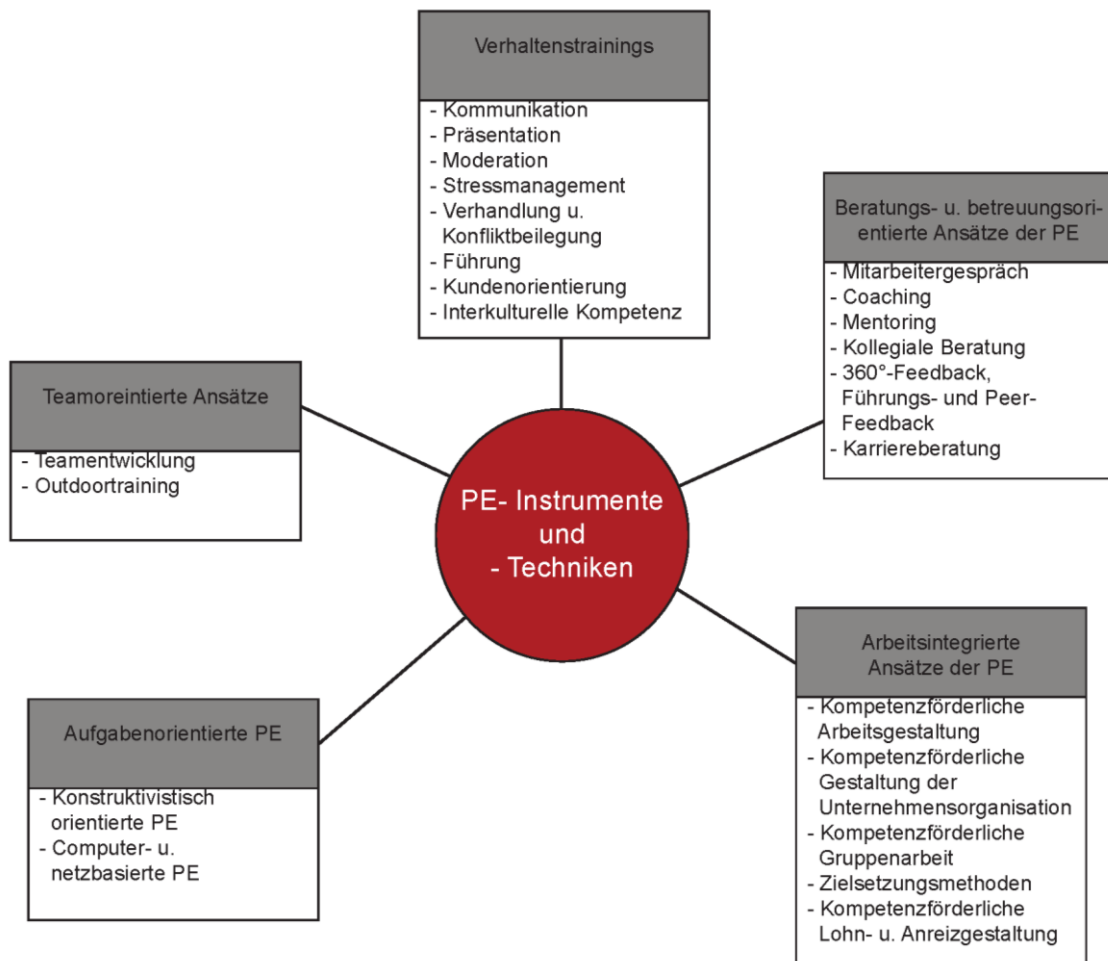 Verhaltenstrainings
- Kommunikation
- Präsentation
- Moderation
- Stressmanagement
- Verhandlung u.
Konfliktbeilegung
- Führung
- Kundenorientierung
- Interkulturelle Kompetenz
Beratungs- u. betreuungsori-
entierte Ansätze der PE
- Mitarbeitergespräch
- Coaching
- Mentoring
- Kollegiale Beratung
- 360°-Feedback,
Führungs- und Peer-
Feedback
- Karriereberatung
Teamoreintierte Ansätze
- Teamentwicklung
- Outdoortraining
PE- Instrumente
und
- Techniken
Aufgabenorientierte PE
- Konstruktivistisch
orientierte PE
- Computer- u.
netzbasierte PE
Arbeitsintegrierte
Ansätze der PE
- Kompetenzförderliche
Arbeitsgestaltung
- Kompetenzförderliche
Gestaltung der
Unternehmensorganisation
- Kompetenzförderliche
Gruppenarbeit
- Zielsetzungsmethoden
- Kompetenzförderliche
Lohn- u. Anreizgestaltung